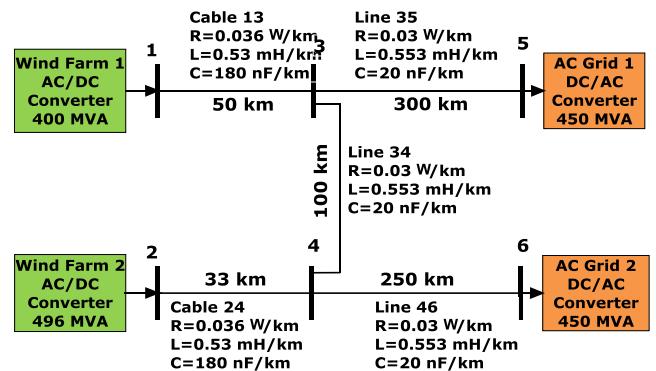 Cable 13
R=0.036 W/km
L=0.53 mH/km
C=180 nF/km
Line 35
R=0.03 W/km
L=0.553 mH/km
C=20 nF/km
Wind Farm 1
AC/DC
Converter
400 MVA
1
50 km
3
300 km
5
AC Grid 1
DC/AC
Converter
450 MVA
100 km
Line 34
R=0.03 W/km
L=0.553 mH/km
C=20 nF/km
Wind Farm 2
AC/DC
Converter
496 MVA
2
33 km
4
250 km
6
AC Grid 2
DC/AC
Converter
450 MVA
Cable 24
R=0.036 W/km
L=0.53 mH/km
C=180 nF/km
Line 46
R=0.03 W/km
L=0.553 mH/km
C=20 nF/km